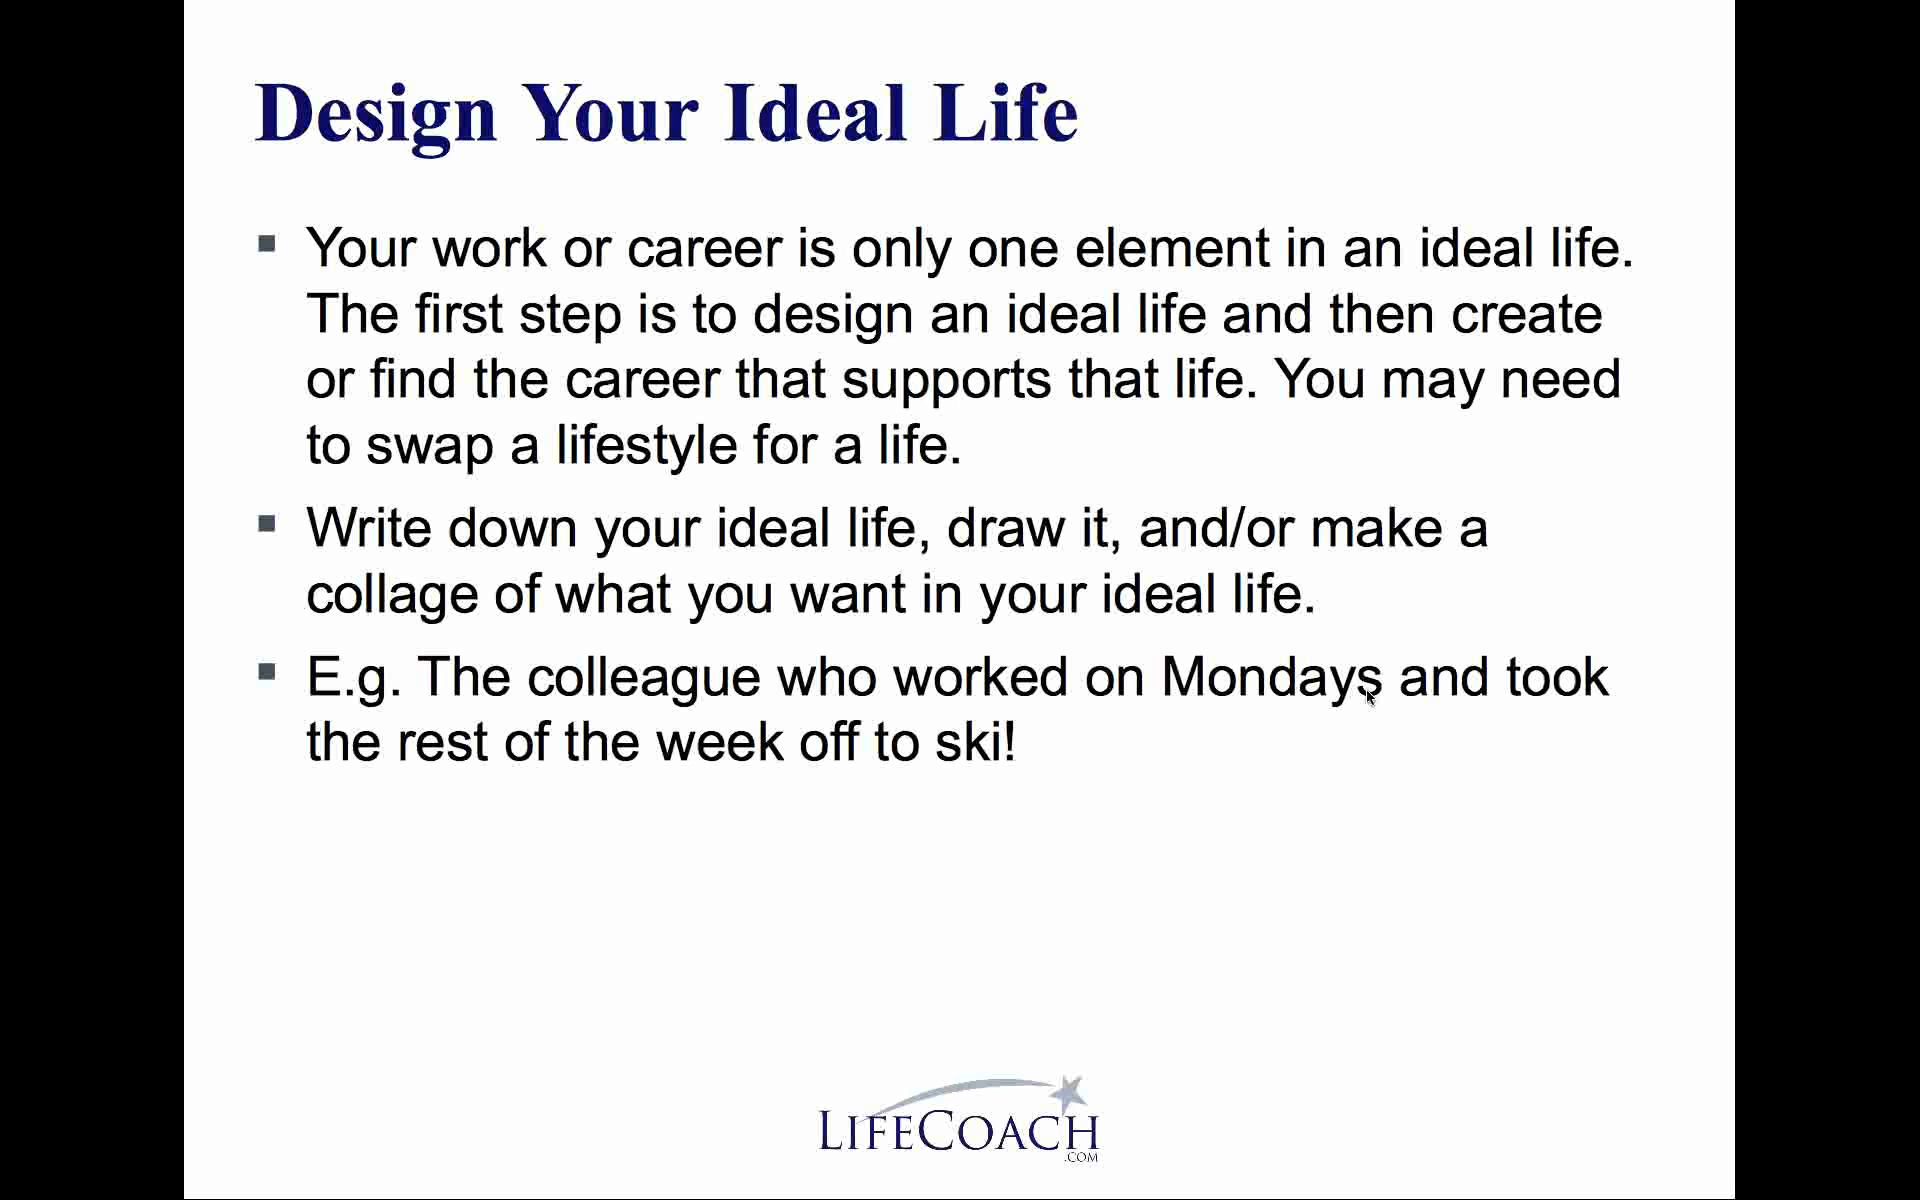 Design Your Ideal Life
Your work or career is only one element in an ideal life.
The first step is to design an ideal life and then create
or find the career that supports that life. You may need
to swap a lifestyle for a life.
Write down your ideal life, draw it, and/or make a
collage of what you want in your ideal life.
E.g. The colleague who worked on Mondays and took
the rest of the week off to ski!
LIFECOACH
.COM